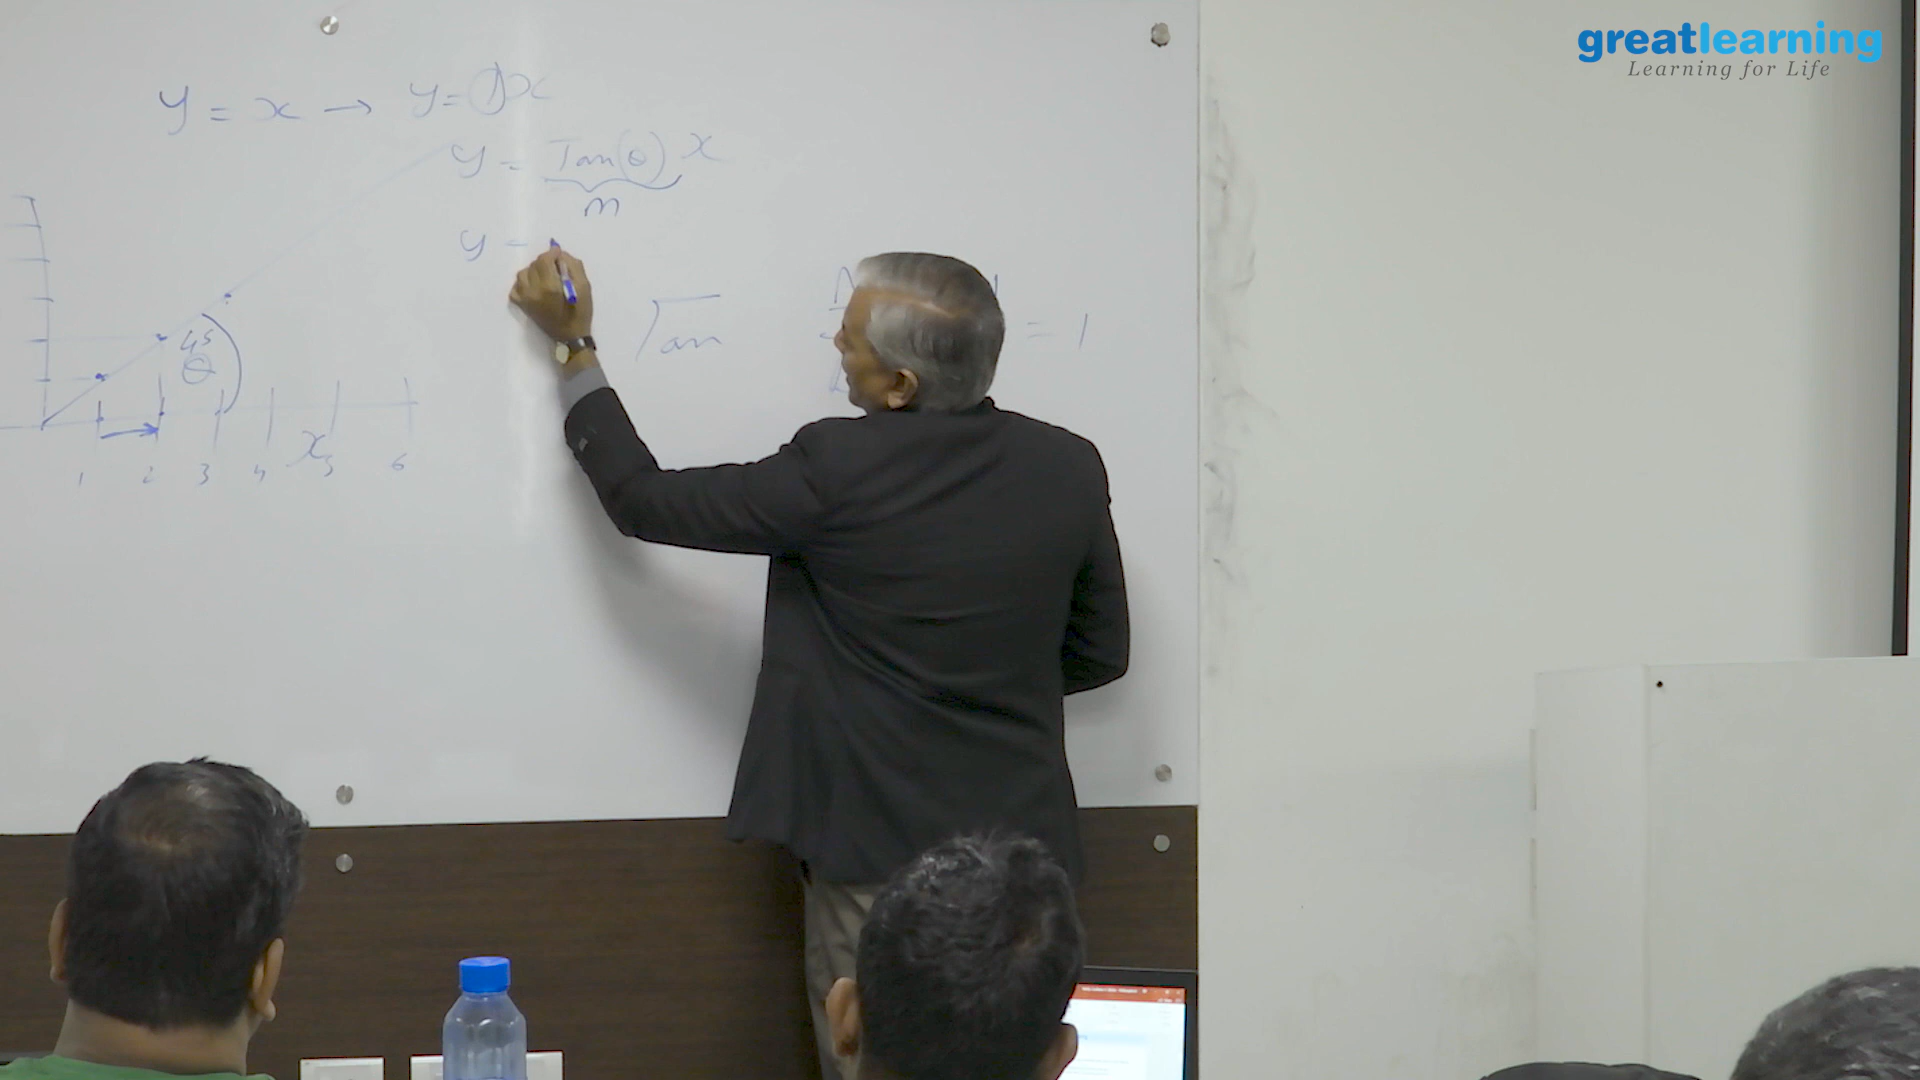 greatlearning
Learning for Life
y = x → y = 1x
y = Tan(θ) x
m
y =
45
θ
Tan
= 1
x
1 2 3 4 5 6